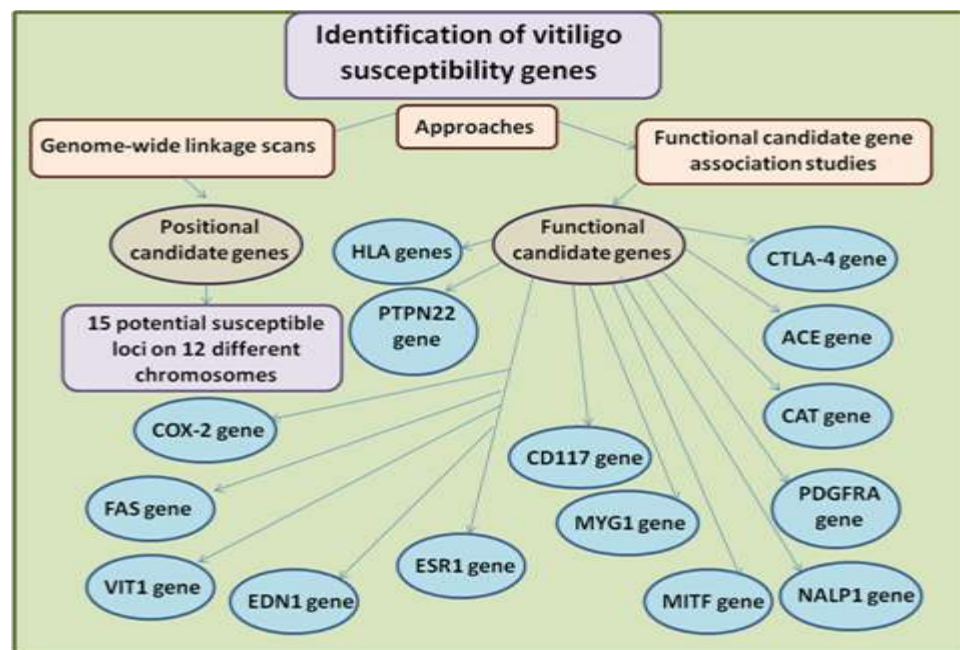 Identification of vitiligo
susceptibility genes
Approaches
Genome-wide linkage scans
Functional candidate gene
association studies
Positional
candidate genes
Functional
candidate genes
HLA genes
CTLA-4 gene
PTPN22
gene
15 potential susceptible
loci on 12 different
chromosomes
ACE gene
CAT gene
COX-2 gene
CD117 gene
FAS gene
PDGFRA
gene
MYG1 gene
ESR1 gene
VIT1 gene
EDN1 gene
MITF gene
NALP1 gene